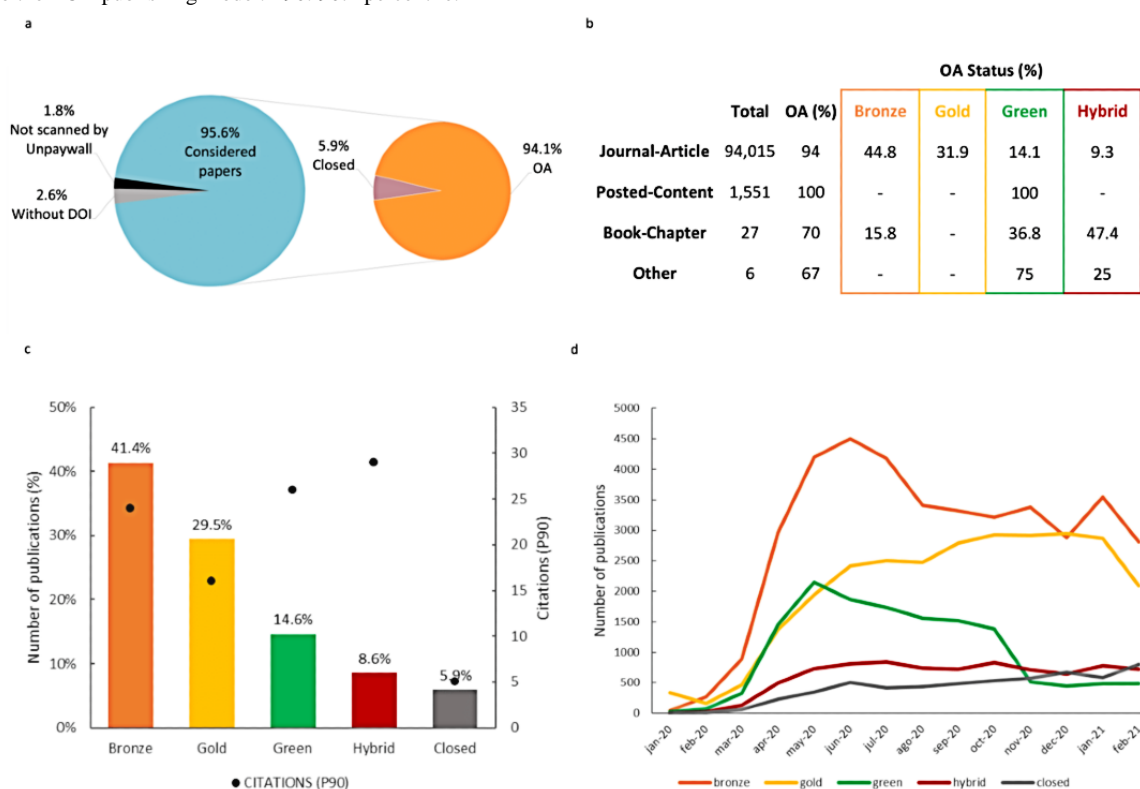 a
1.8%
Not scanned by
Unpaywall
2.6%
Without DOI
95.6%
Considered
papers
5.9%
Closed
94.1%
OA
b
OA Status (%)
Total OA (%) Bronze Gold Green Hybrid
Journal-Article 94,015 94 44.8 31.9 14.1 9.3
Posted-Content 1,551 100 - - 100 -
Book-Chapter 27 70 15.8 - 36.8 47.4
Other 6 67 - - 75 25
c
Number of publications (%)
50%
40%
30%
20%
10%
0%
41.4%
29.5%
14.6%
8.6%
5.9%
35
30
25
20
15
10
5
0
Citations (P90)
Bronze Gold Green Hybrid Closed
CITATIONS (P90)
d
Number of publications
5000
4500
4000
3500
3000
2500
2000
1500
1000
500
0
jan-20 feb-20 mar-20 apr-20 may-20 jun-20 jul-20 ago-20 sep-20 oct-20 nov-20 dec-20 jan-21 feb-21
bronze gold green hybrid closed